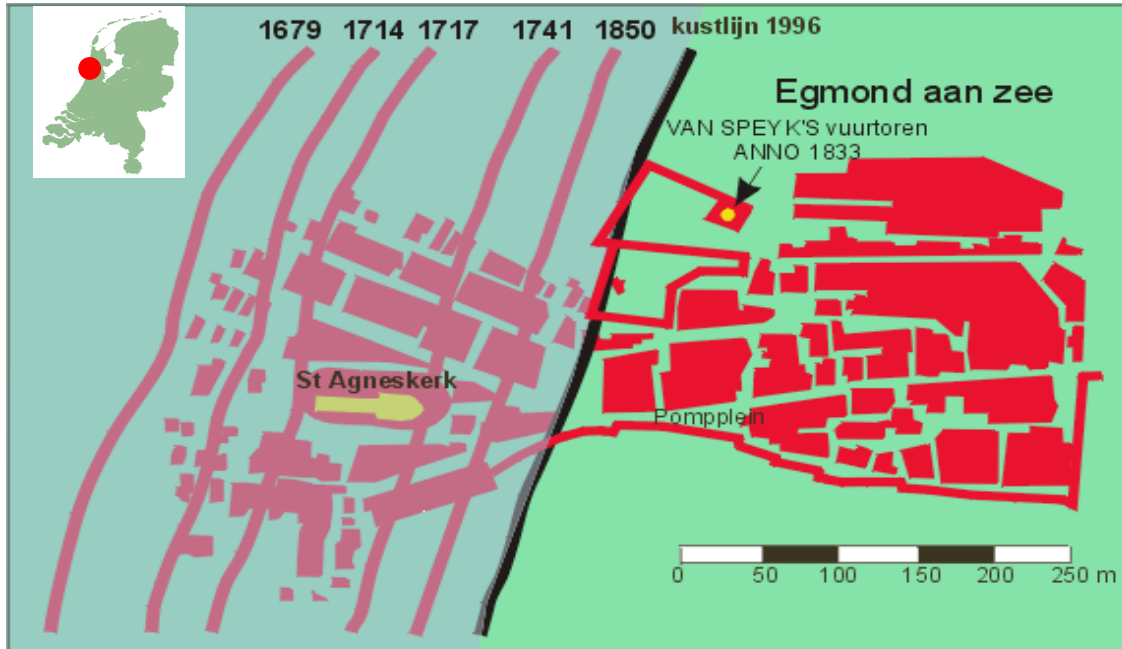 1679 1714 1717 1741 1850 kustlijn 1996
Egmond aan zee
VAN SPEYK'S vuurtoren
ANNO 1833
St Agneskerk
Pompplein
0 50 100 150 200 250 m